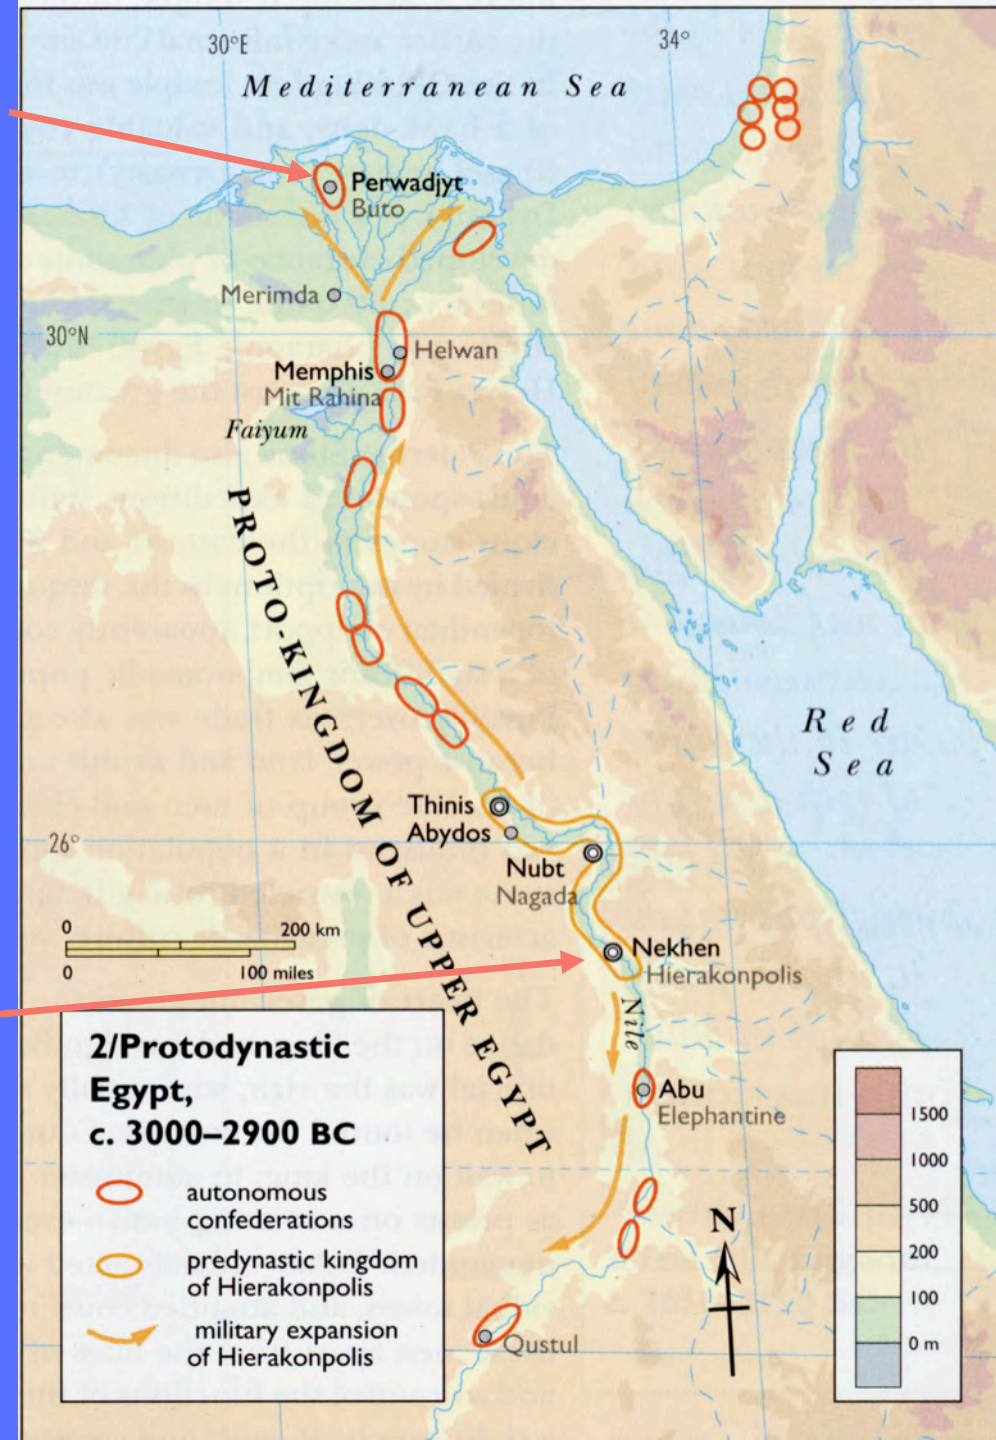 30°E
34°
Mediterranean Sea
Perwadjyt
Buto
Merimda
30°N
Helwan
Memphis
Mit Rahina
Faiyum
PROTO-KINGDOM OF UPPER EGYPT
Red
Sea
Thinis
Abydos
26°
Nubt
Nagada
0 200 km
0 100 miles
Nekhen
Hierakonpolis
Nile
Abu
Elephantine
Qustul
N
2/Protodynastic
Egypt,
c. 3000–2900 BC
autonomous
confederations
predynastic kingdom
of Hierakonpolis
military expansion
of Hierakonpolis
1500
1000
500
200
100
0 m